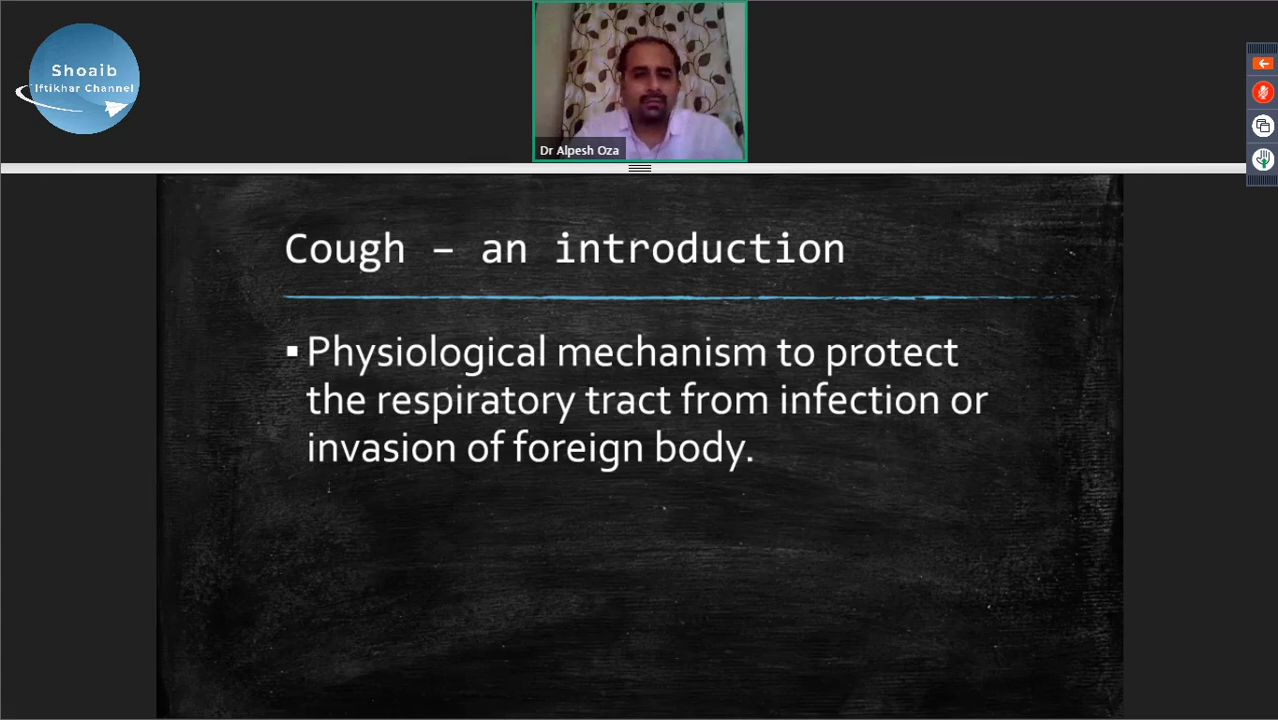 Shoaib
Iftikhar Channel
Dr Alpesh Oza
Cough – an introduction
▪ Physiological mechanism to protect
the respiratory tract from infection or
invasion of foreign body.